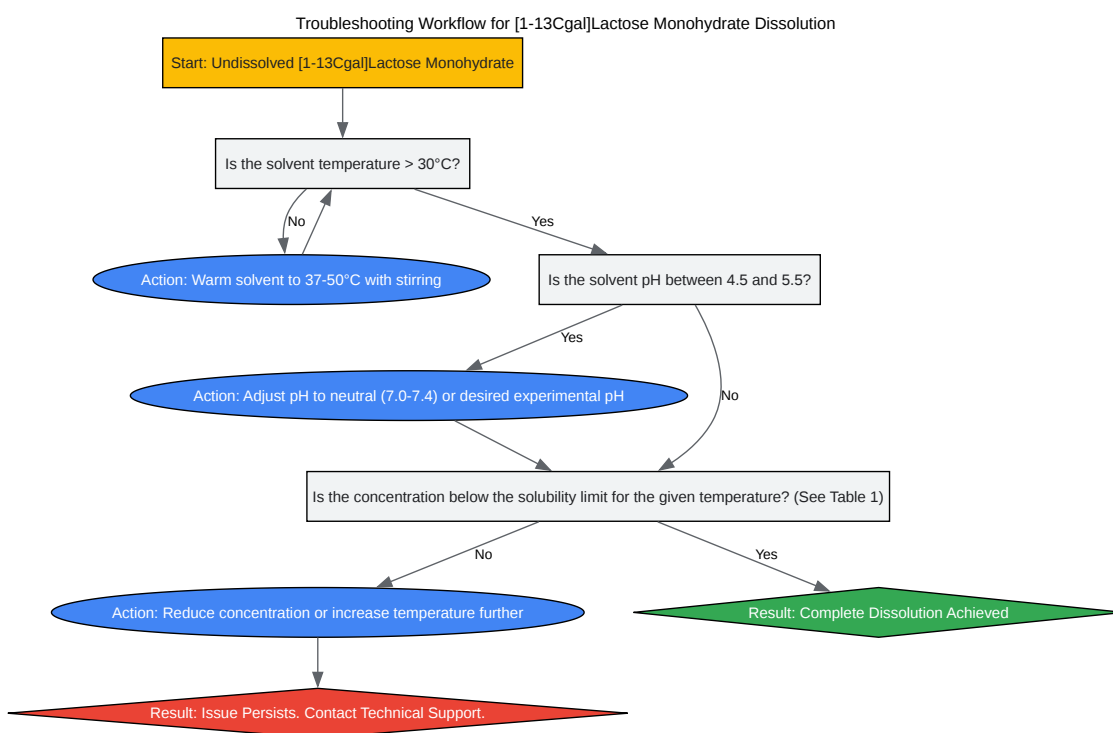 Troubleshooting Workflow for [1-13Cgal]Lactose Monohydrate Dissolution
Start: Undissolved [1-13Cgal]Lactose Monohydrate
Is the solvent temperature > 30°C?
No
Yes
Action: Warm solvent to 37-50°C with stirring
Is the solvent pH between 4.5 and 5.5?
Yes
Action: Adjust pH to neutral (7.0-7.4) or desired experimental pH
No
Is the concentration below the solubility limit for the given temperature? (See Table 1)
No
Yes
Action: Reduce concentration or increase temperature further
Result: Complete Dissolution Achieved
Result: Issue Persists. Contact Technical Support.